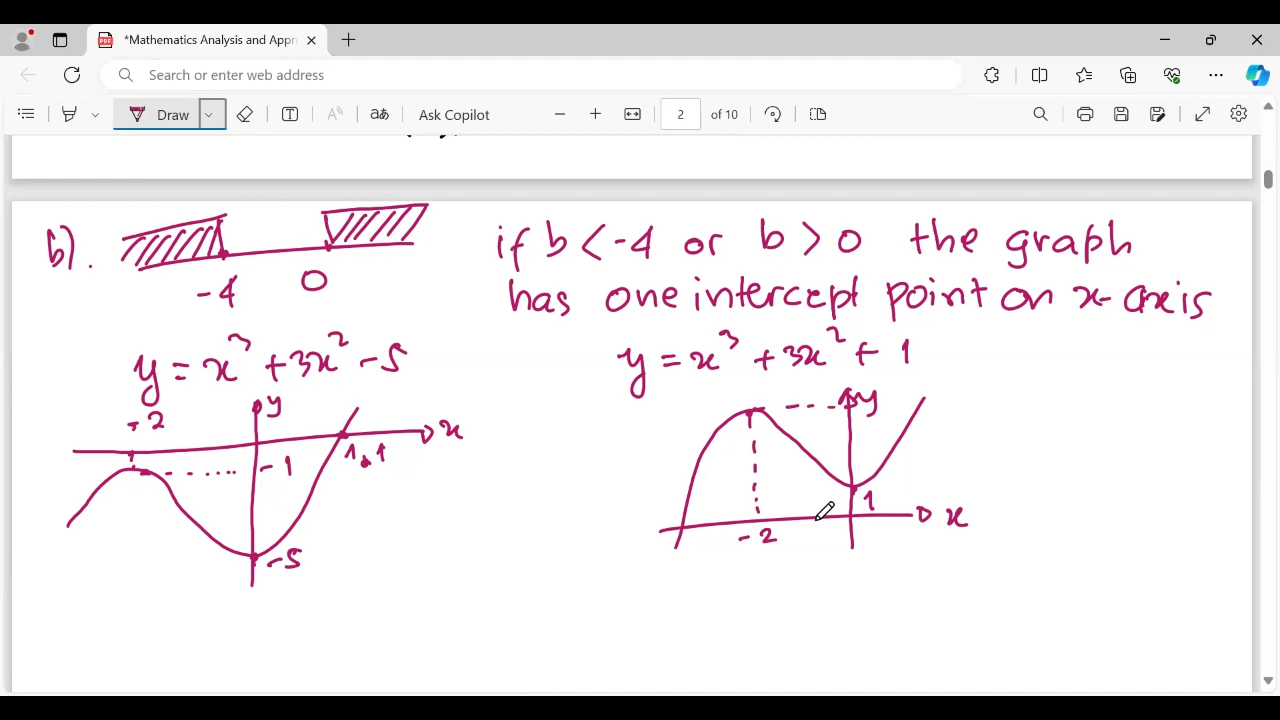 *Mathematics Analysis and Appr
Search or enter web address
Draw
aあ
Ask Copilot
2 of 10
b).
-4 0
if b < -4 or b > 0 the graph
has one intercept point on x-axis
y = x³ + 3x² - 5
y = x³ + 3x² + 1
-2
y
x
-1
1.1
-5
y
1
x
-2